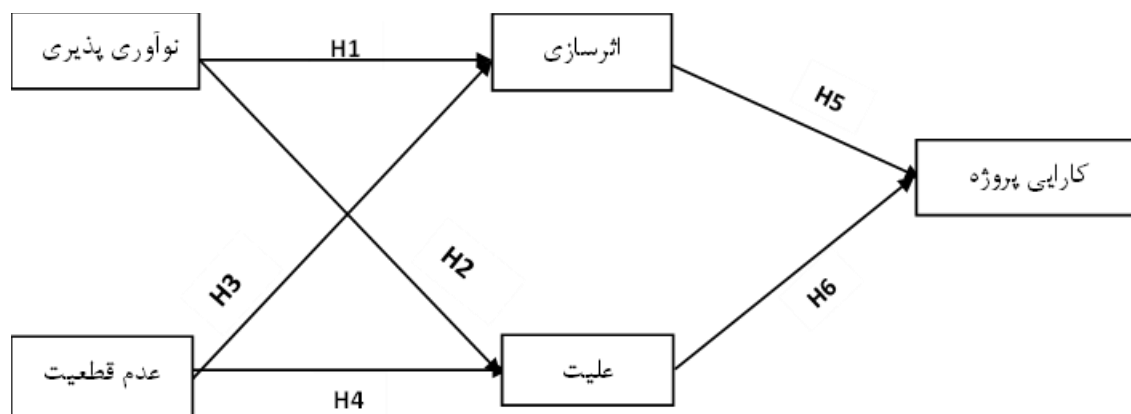 نوآوری پذیری
H1
اثرسازی
H5
کارایی پروژه
H3
H2
H6
عدم قطعیت
H4
علیت